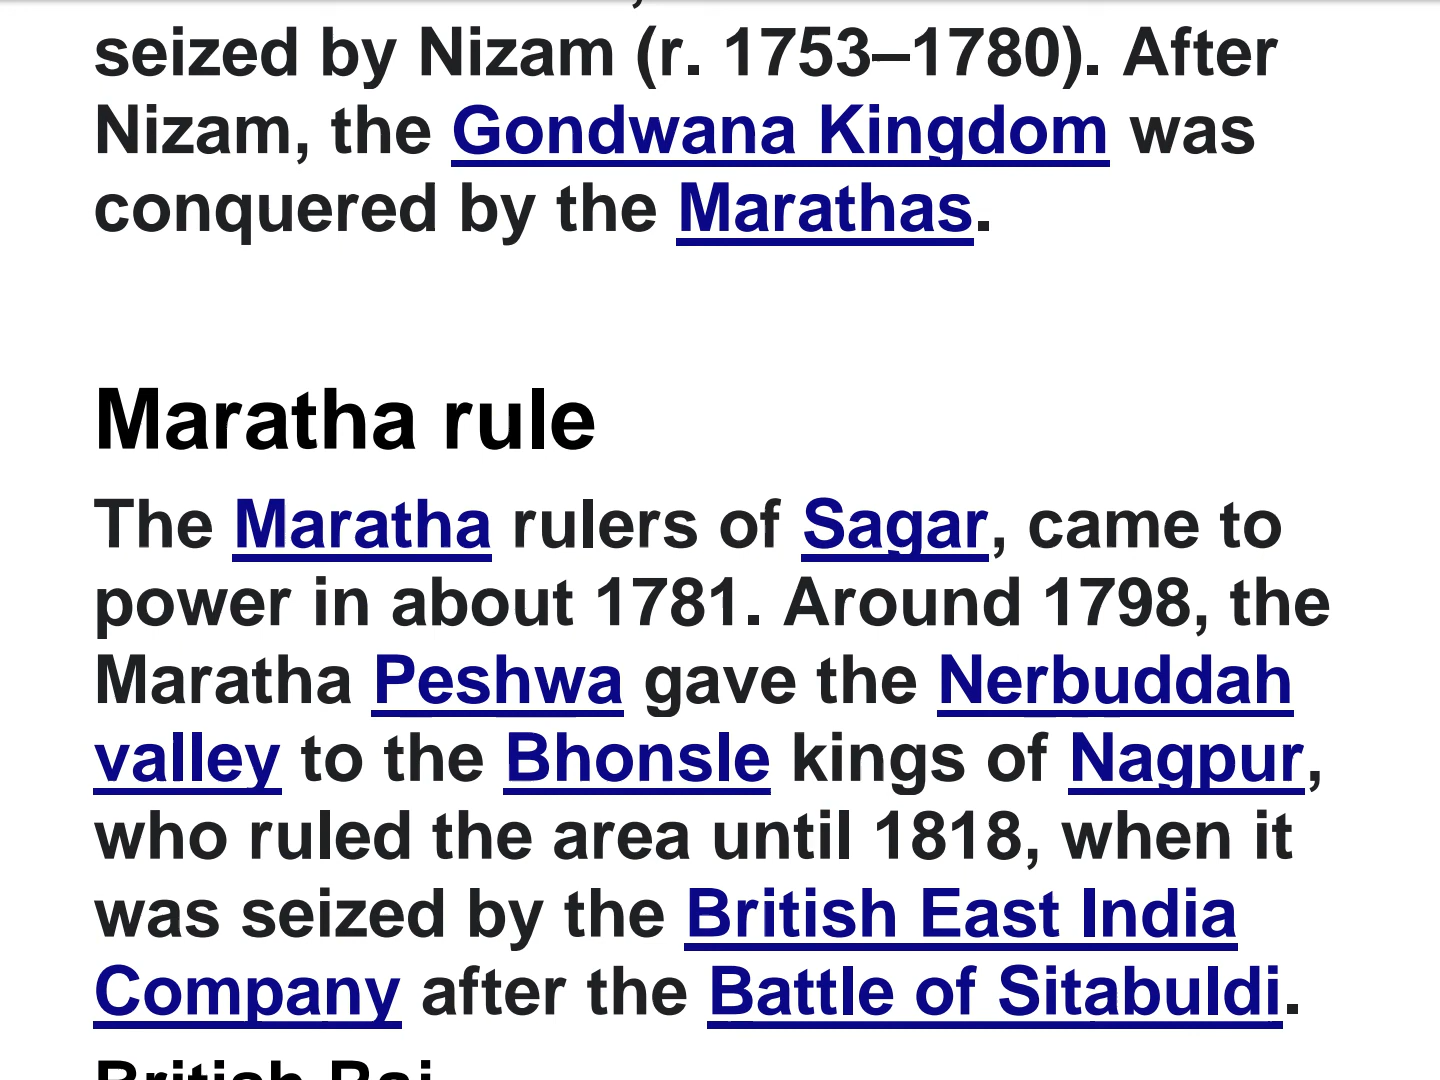 seized by Nizam (r. 1753–1780). After
Nizam, the Gondwana Kingdom was
conquered by the Marathas.
Maratha rule
The Maratha rulers of Sagar, came to
power in about 1781. Around 1798, the
Maratha Peshwa gave the Nerbuddah
valley to the Bhonsle kings of Nagpur,
who ruled the area until 1818, when it
was seized by the British East India
Company after the Battle of Sitabuldi.
British Raj